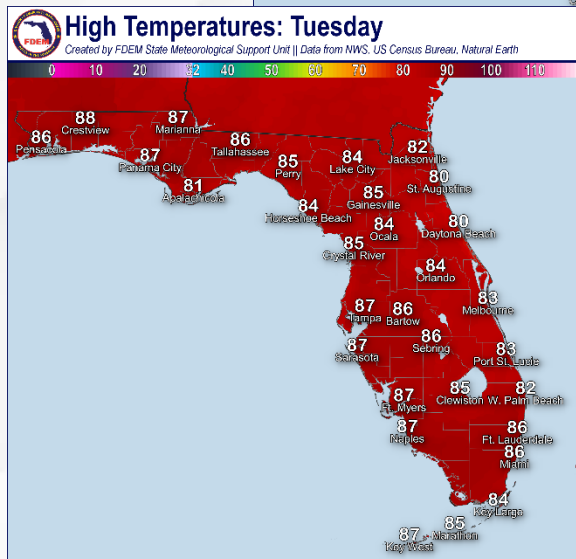 High Temperatures: Tuesday
Created by FDEM State Meteorological Support Unit || Data from NWS. US Census Bureau, Natural Earth
0 10 20 32 40 50 60 70 80 90 100 110
88
Crestview
87
Marianna
86
Pensacola
86
Tallahassee
82
Jacksonville
87
Panama City
85
Perry
84
Lake City
81
Apalachicola
80
St. Augustine
85
Gainesville
84
Horseshoe Beach
84
Ocala
80
Daytona Beach
85
Crystal River
84
Orlando
83
Melbourne
87
Tampa
86
Bartow
86
Sebring
87
Sarasota
83
Port St. Lucie
87
Ft. Myers
85
Clewiston
82
W. Palm Beach
87
Naples
86
Ft. Lauderdale
86
Miami
84
Key Largo
85
Marathon
87
Key West